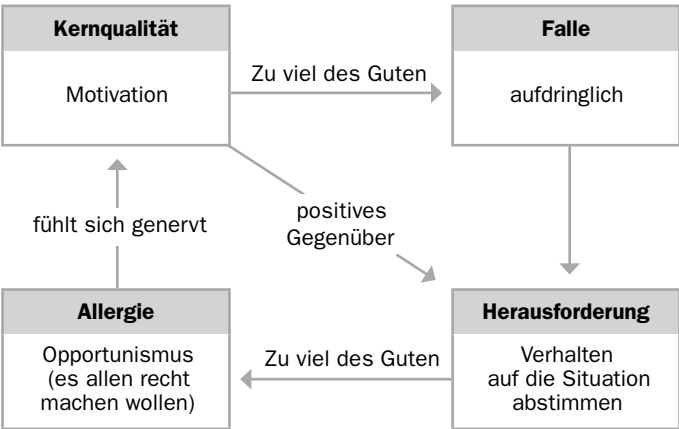 Kernqualität
Motivation
Zu viel des Guten
Falle
aufdringlich
fühlt sich genervt
positives
Gegenüber
Allergie
Opportunismus
(es allen recht
machen wollen)
Zu viel des Guten
Herausforderung
Verhalten
auf die Situation
abstimmen